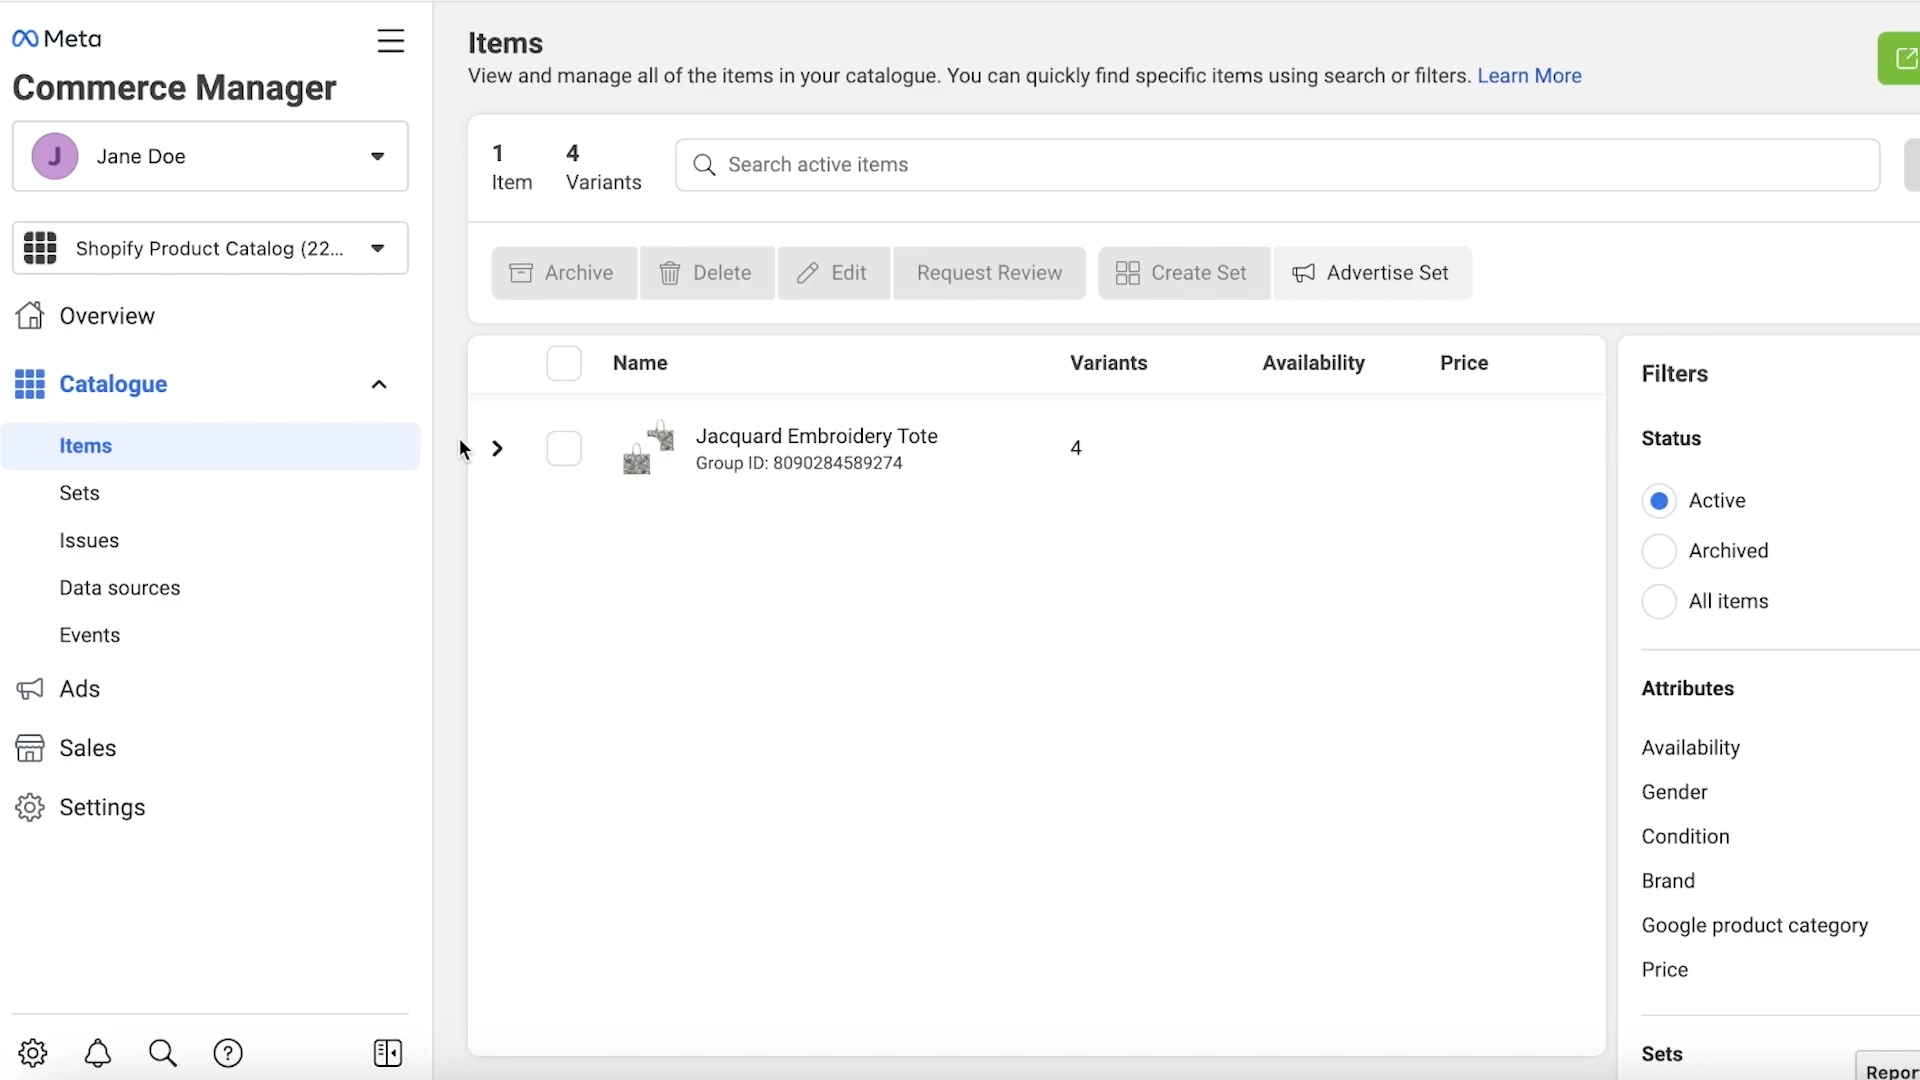 Meta
Commerce Manager
J
Jane Doe
Shopify Product Catalog (22...
Overview
Catalogue
Items
Sets
Issues
Data sources
Events
Ads
Sales
Settings
Items
View and manage all of the items in your catalogue. You can quickly find specific items using search or filters. Learn More
1 4
Item Variants
Search active items
Archive Delete Edit Request Review Create Set Advertise Set
Name Variants Availability Price
Jacquard Embroidery Tote
Group ID: 8090284589274
4
Filters
Status
Active
Archived
All items
Attributes
Availability
Gender
Condition
Brand
Google product category
Price
Sets
Repor